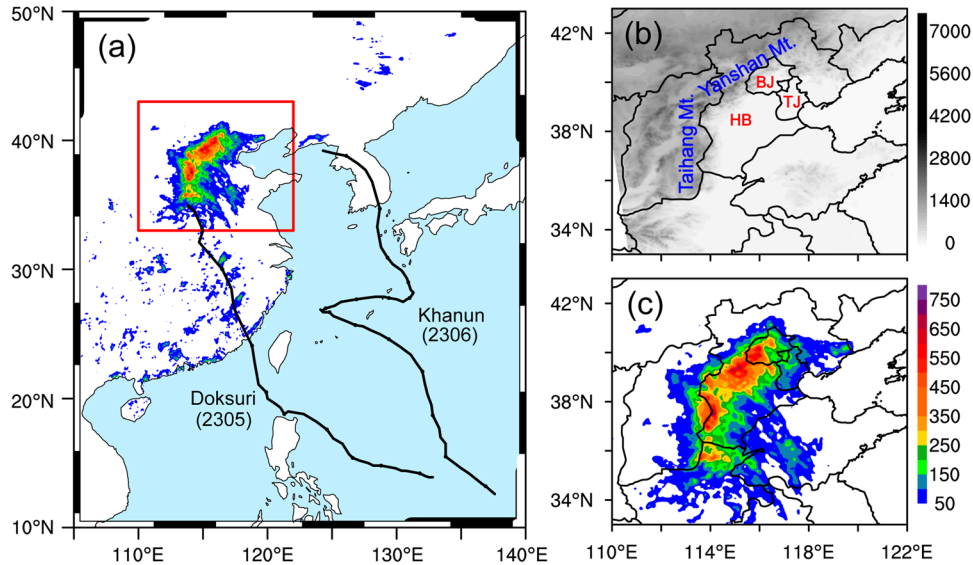 (a)
50°N
40°N
30°N
20°N
10°N
110°E
120°E
130°E
140°E
Khanun
(2306)
Doksuri
(2305)
(b)
42°N
38°N
34°N
Taihang Mt.
Yanshan Mt.
BJ
TJ
HB
7000
5600
4200
2800
1400
0
(c)
42°N
38°N
34°N
110°E
114°E
118°E
122°E
750
650
550
450
350
250
200
150
100
50